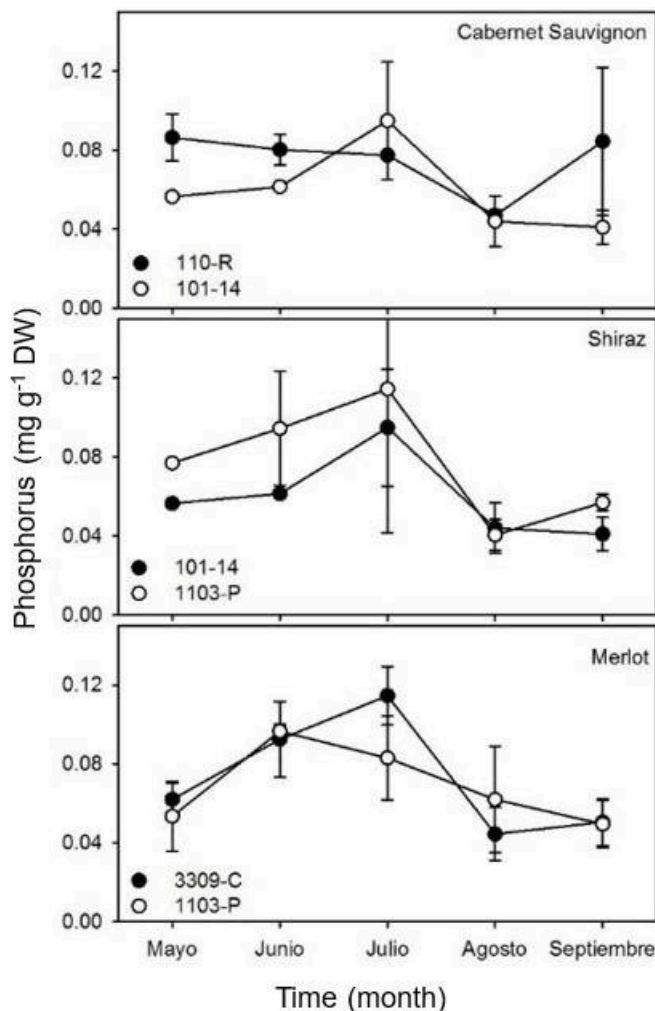 Cabernet Sauvignon
0.12
0.08
0.04
0.00
110-R
101-14
Shiraz
0.12
0.08
0.04
0.00
101-14
1103-P
Merlot
0.12
0.08
0.04
0.00
3309-C
1103-P
Phosphorus (mg g⁻¹ DW)
Mayo Junio Julio Agosto Septiembre
Time (month)